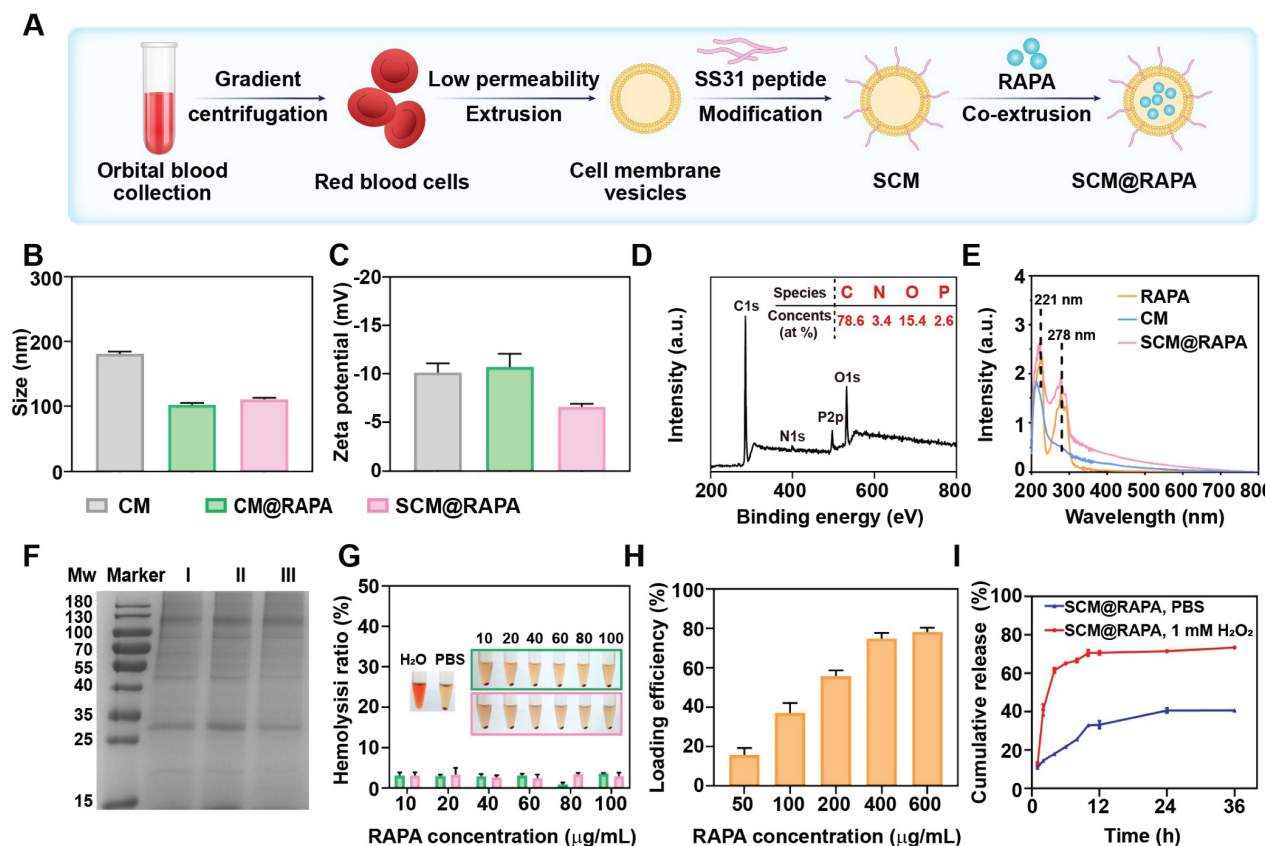 A
Gradient
centrifugation
Low permeability
Extrusion
SS31 peptide
Modification
RAPA
Co-extrusion
Orbital blood
collection
Red blood cells
Cell membrane
vesicles
SCM
SCM@RAPA
B
Size (nm)
300
200
100
0
C
Zeta potential (mV)
-20
-15
-10
-5
0
CM
CM@RAPA
SCM@RAPA
D
Intensity (a.u.)
C1s
N1s
P2p
O1s
Species C N O P
Concents
(at %) 78.6 3.4 15.4 2.6
200 400 600 800
Binding energy (eV)
E
Intensity (a.u.)
4
3
2
1
0
221 nm
278 nm
RAPA
CM
SCM@RAPA
200 300 400 500 600 700 800
Wavelength (nm)
F
Mw Marker I II III
180
130
100
70
55
40
35
25
15
G
Hemolysisi ratio (%)
50
40
30
20
10
0
H₂O PBS
10 20 40 60 80 100
10 20 40 60 80 100
RAPA concentration (μg/mL)
H
Loading efficiency (%)
100
80
60
40
20
0
50 100 200 400 600
RAPA concentration (μg/mL)
I
Cumulative release (%)
100
80
60
40
20
0
SCM@RAPA, PBS
SCM@RAPA, 1 mM H₂O₂
0 12 24 36
Time (h)